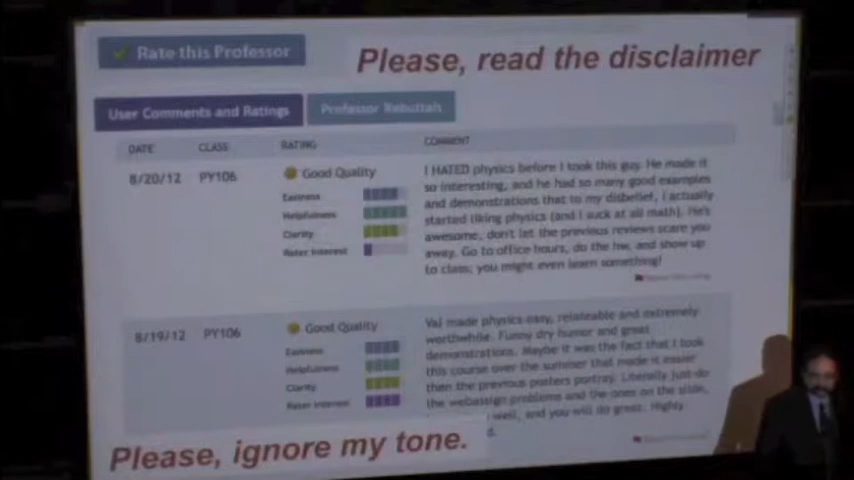 Rate this Professor
Please, read the disclaimer
User Comments and Ratings
Professor Rebuttals
DATE CLASS RATING COMMENT
8/20/12 PY106 Good Quality
Easiness
Helpfulness
Clarity
Rater Interest
I HATED physics before I took this guy. He made it
so interesting, and he had so many good examples
and demonstrations that to my disbelief, I actually
started liking physics (and I suck at all math). He's
awesome, don't let the previous reviews scare you
away. Go to office hours, do the hw, and show up
to class; you might even learn something!
8/19/12 PY106 Good Quality
Easiness
Helpfulness
Clarity
Rater Interest
Val made physics easy, relateable and extremely
worthwhile. Funny dry humor and great
demonstrations. Maybe it was the fact that I took
this course over the summer that made it easier
then the previous posters portray. Literally just do
the webassign problems and the ones on the slide,
well, and you will do great. Highly
d.
Please, ignore my tone.